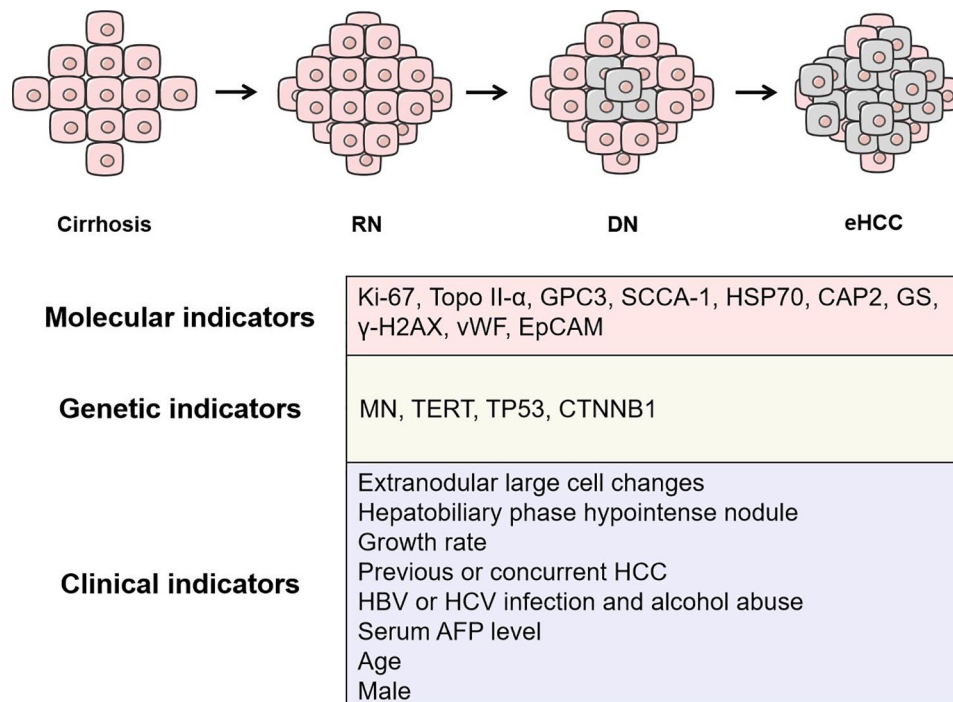 Cirrhosis
RN
DN
eHCC
Molecular indicators
Ki-67, Topo II-α, GPC3, SCCA-1, HSP70, CAP2, GS,
γ-H2AX, vWF, EpCAM
Genetic indicators
MN, TERT, TP53, CTNNB1
Clinical indicators
Extranodular large cell changes
Hepatobiliary phase hypointense nodule
Growth rate
Previous or concurrent HCC
HBV or HCV infection and alcohol abuse
Serum AFP level
Age
Male